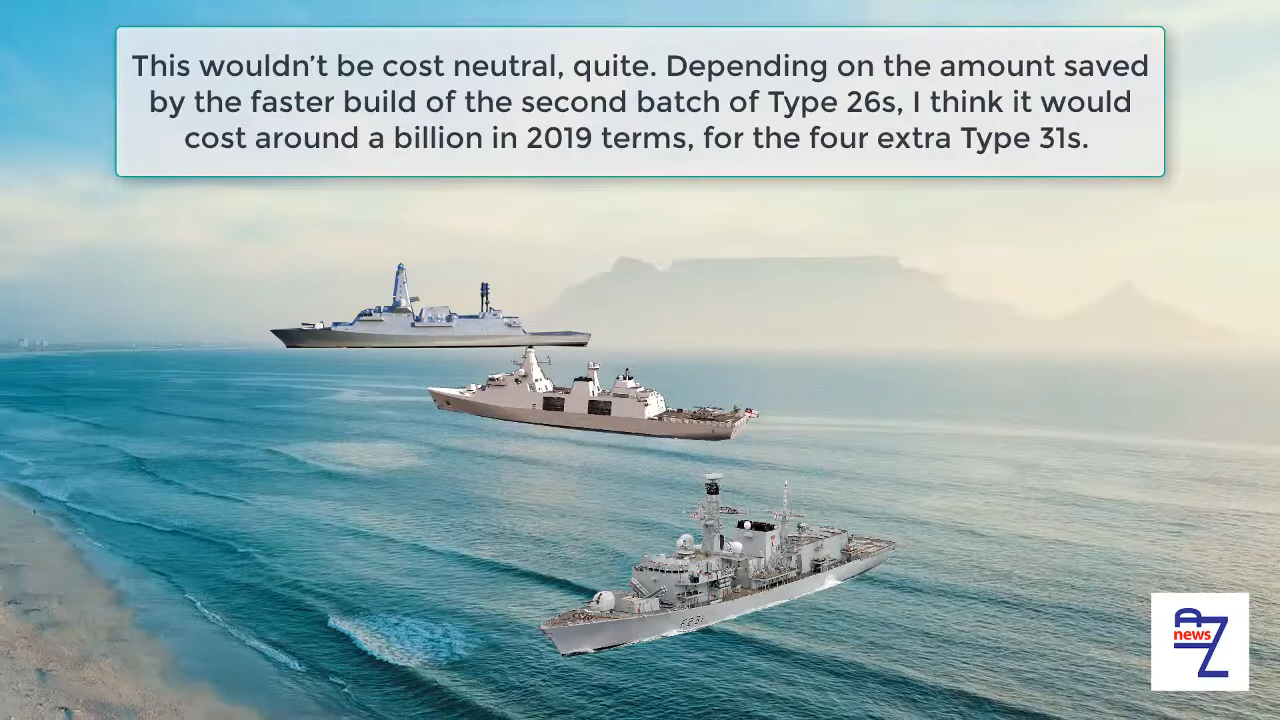 This wouldn’t be cost neutral, quite. Depending on the amount saved
by the faster build of the second batch of Type 26s, I think it would
cost around a billion in 2019 terms, for the four extra Type 31s.
F231
A
news
Z